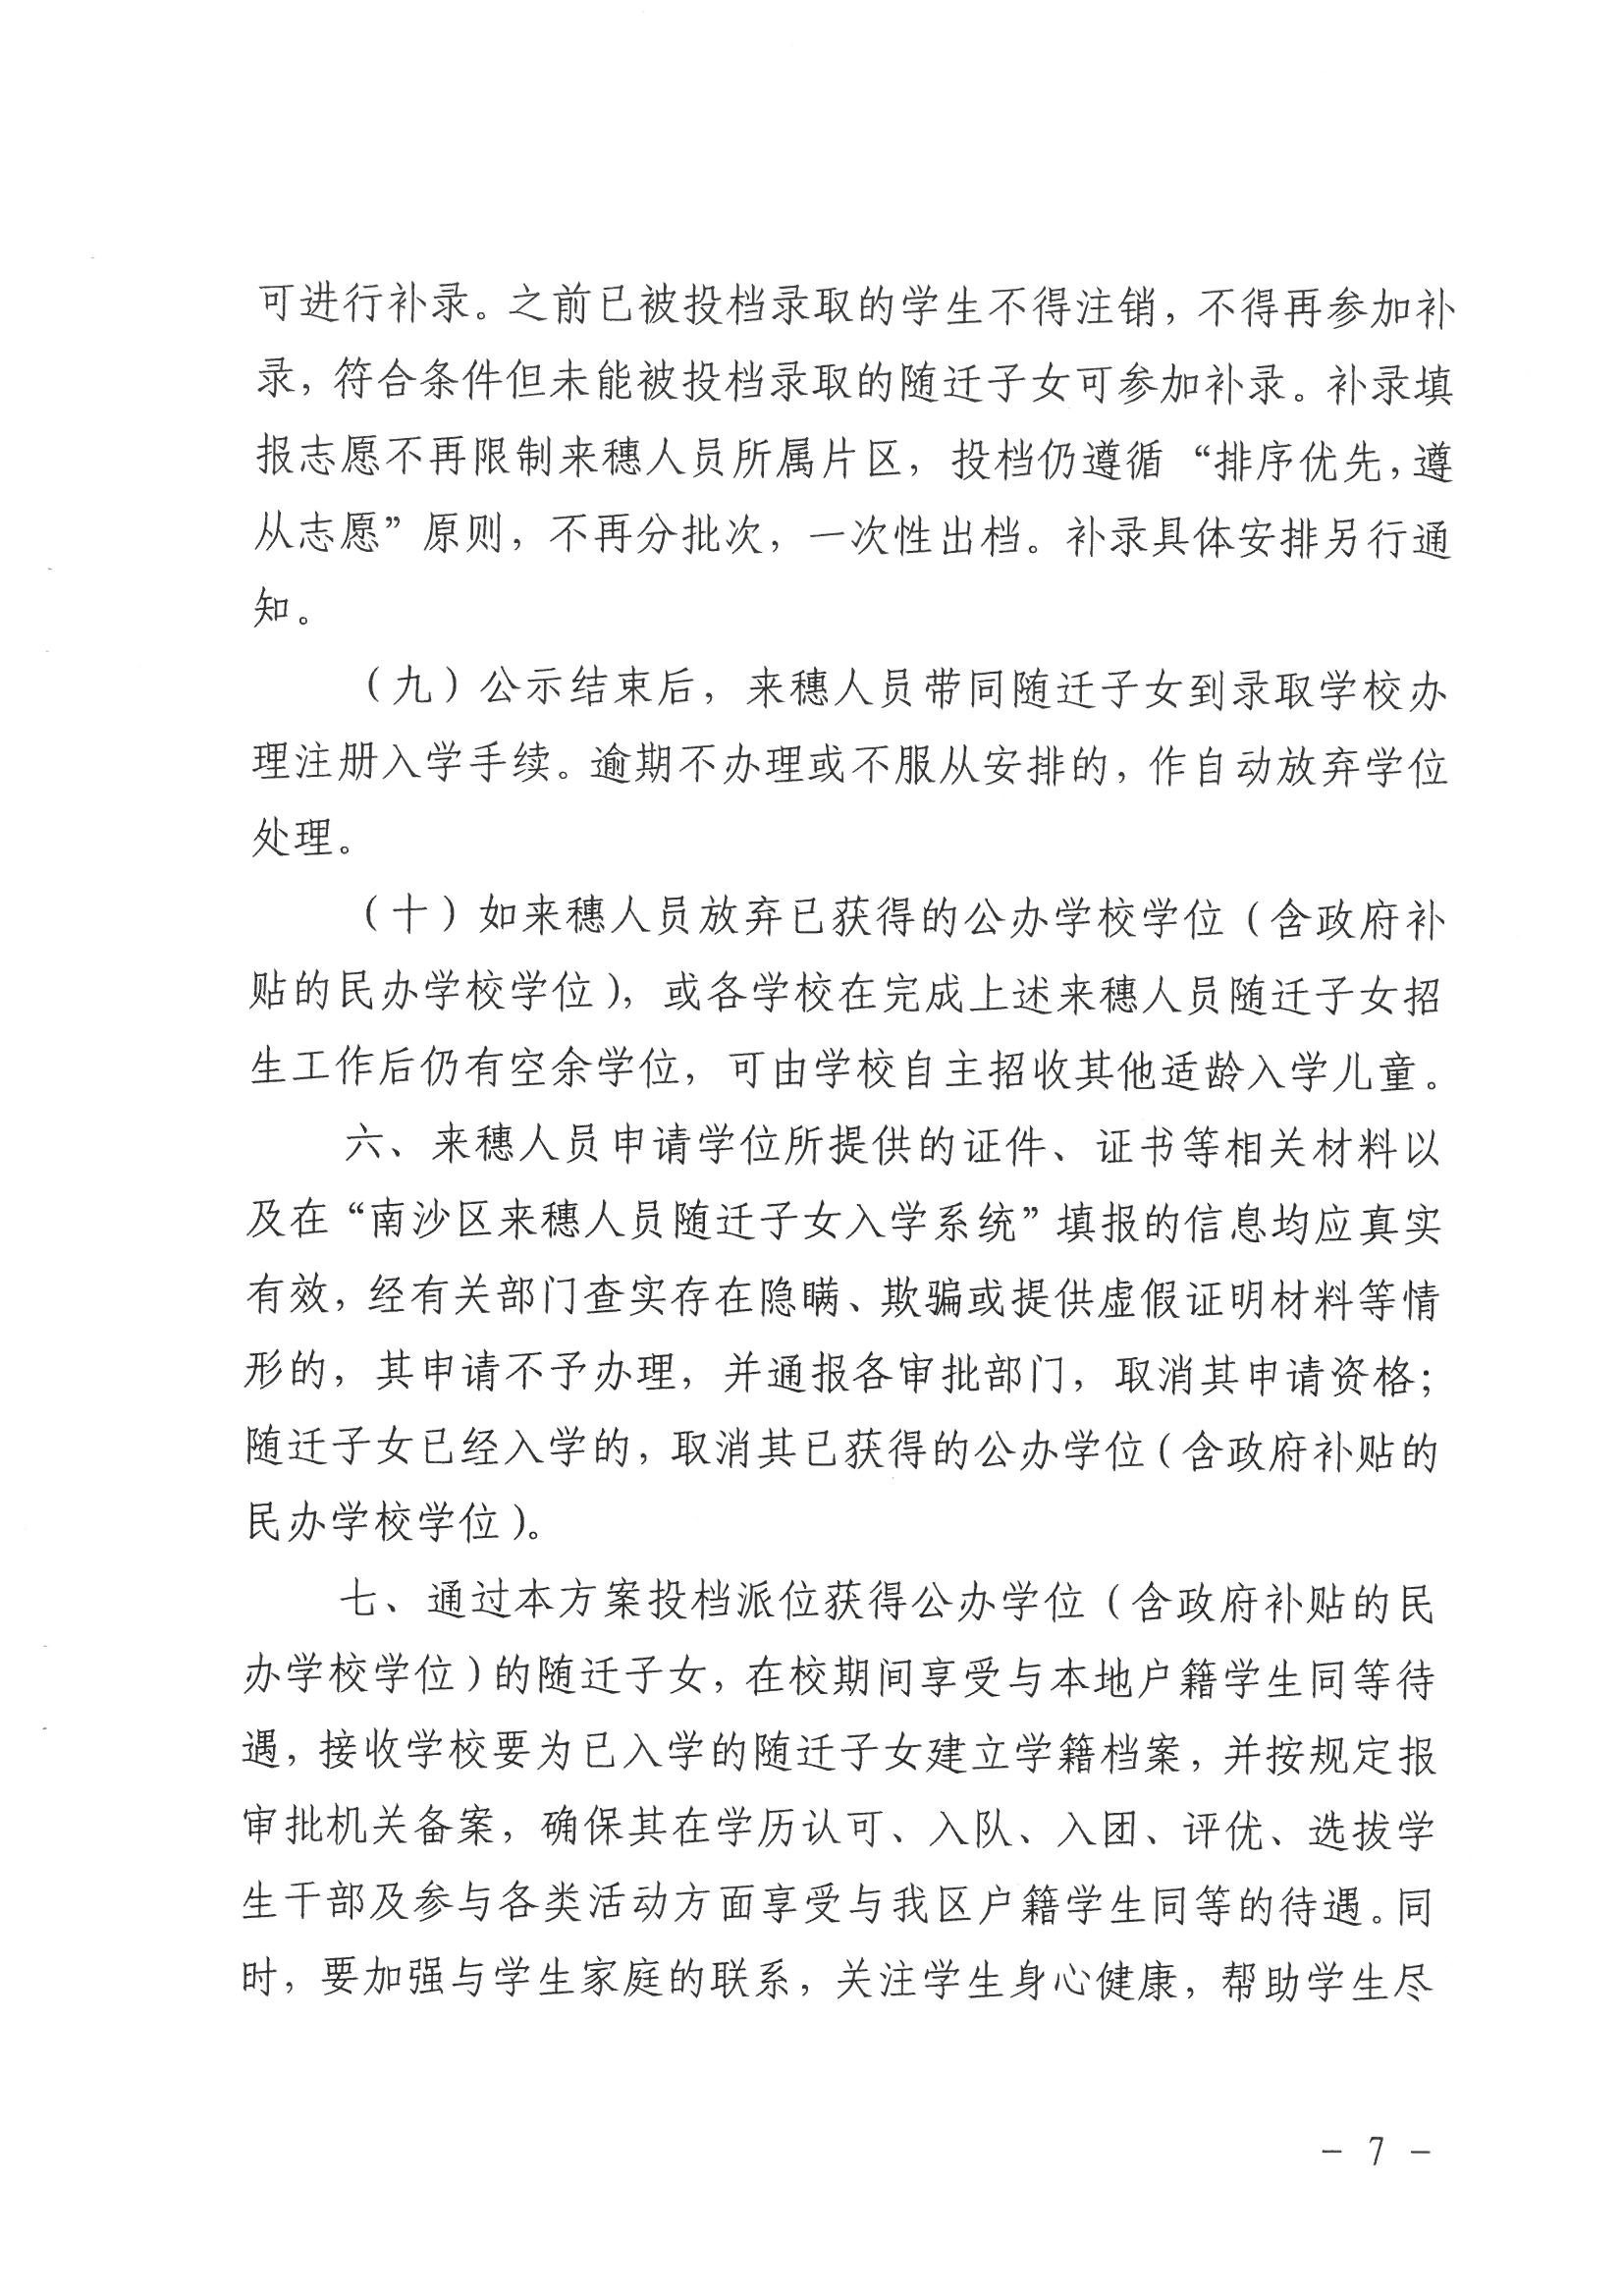 可进行补录。之前已被投档录取的学生不得注销，不得再参加补
录，符合条件但未能被投档录取的随迁子女可参加补录。补录填
报志愿不再限制来穗人员所属片区，投档仍遵循“排序优先，遵
从志愿”原则，不再分批次，一次性出档。补录具体安排另行通
知。
（九）公示结束后，来穗人员带同随迁子女到录取学校办
理注册入学手续。逾期不办理或不服从安排的，作自动放弃学位
处理。
（十）如来穗人员放弃已获得的公办学校学位（含政府补
贴的民办学校学位），或各学校在完成上述来穗人员随迁子女招
生工作后仍有空余学位，可由学校自主招收其他适龄入学儿童。
六、来穗人员申请学位所提供的证件、证书等相关材料以
及在“南沙区来穗人员随迁子女入学系统”填报的信息均应真实
有效，经有关部门查实存在隐瞒、欺骗或提供虚假证明材料等情
形的，其申请不予办理，并通报各审批部门，取消其申请资格；
随迁子女已经入学的，取消其已获得的公办学位（含政府补贴的
民办学校学位）。
七、通过本方案投档派位获得公办学位（含政府补贴的民
办学校学位）的随迁子女，在校期间享受与本地户籍学生同等待
遇，接收学校要为已入学的随迁子女建立学籍档案，并按规定报
审批机关备案，确保其在学历认可、入队、入团、评优、选拔学
生干部及参与各类活动方面享受与我区户籍学生同等的待遇。同
时，要加强与学生家庭的联系，关注学生身心健康，帮助学生尽
- 7 -